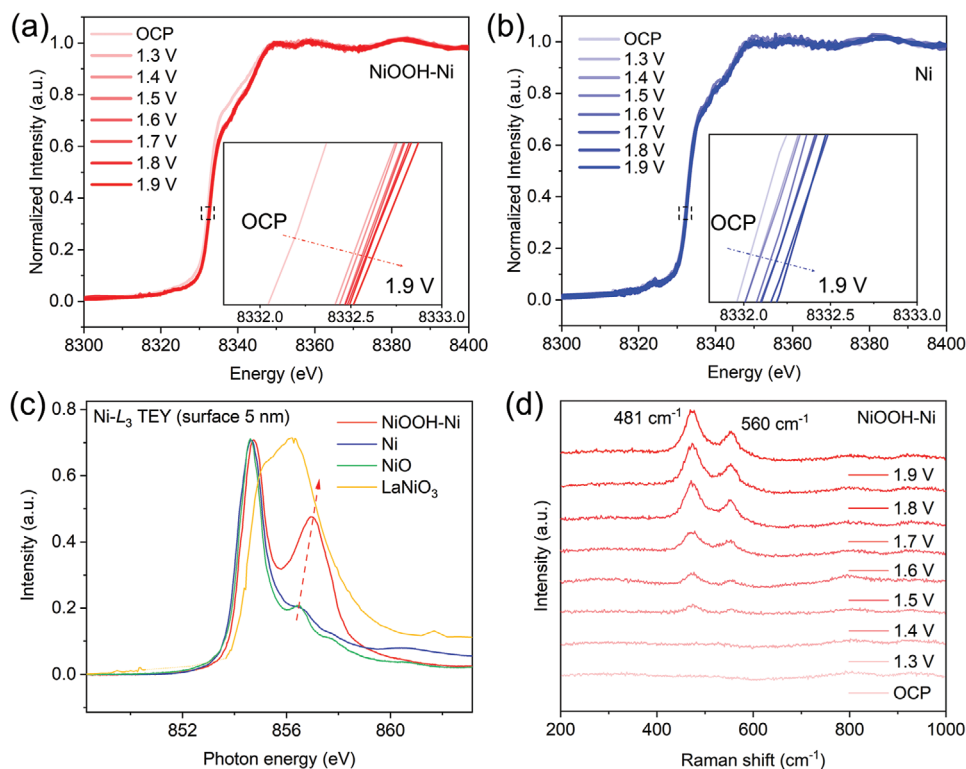 (a)
Normalized Intensity (a.u.)
1.0
0.8
0.6
0.4
0.2
0.0
OCP
1.3 V
1.4 V
1.5 V
1.6 V
1.7 V
1.8 V
1.9 V
NiOOH-Ni
OCP
1.9 V
8332.0 8332.5 8333.0
8300 8320 8340 8360 8380 8400
Energy (eV)
(b)
Normalized Intensity (a.u.)
1.0
0.8
0.6
0.4
0.2
0.0
OCP
1.3 V
1.4 V
1.5 V
1.6 V
1.7 V
1.8 V
1.9 V
Ni
OCP
1.9 V
8332.0 8332.5 8333.0
8300 8320 8340 8360 8380 8400
Energy (eV)
(c)
Intensity (a.u.)
0.8
0.6
0.4
0.2
0.0
Ni-L₃ TEY (surface 5 nm)
NiOOH-Ni
Ni
NiO
LaNiO₃
852 856 860
Photon energy (eV)
(d)
Intensity (a.u.)
481 cm⁻¹
560 cm⁻¹
NiOOH-Ni
1.9 V
1.8 V
1.7 V
1.6 V
1.5 V
1.4 V
1.3 V
OCP
200 400 600 800 1000
Raman shift (cm⁻¹)